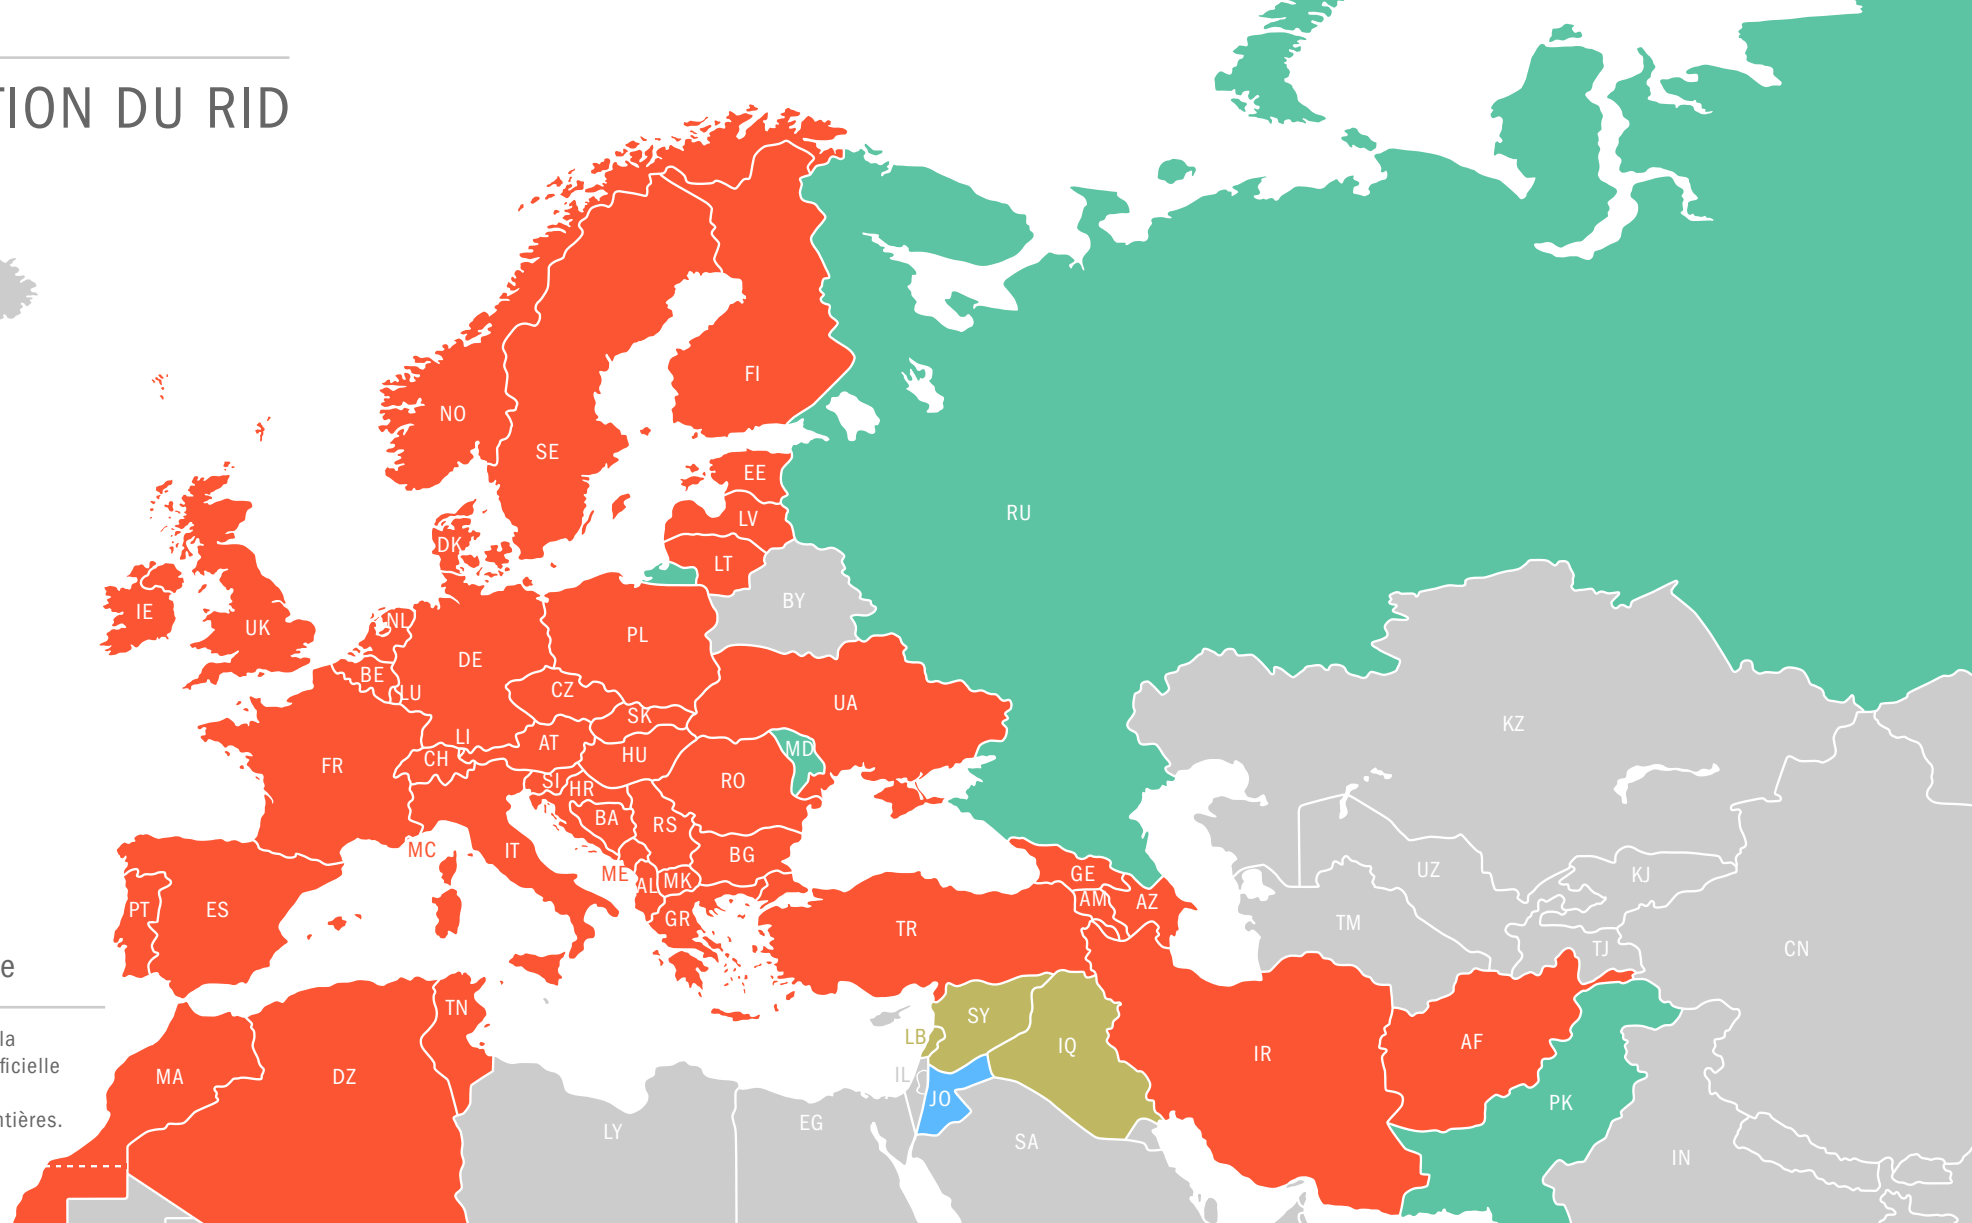 TION DU RID
FI
NO
SE
EE
RU
LV
DK
LT
BY
IE
NL
UK
PL
DE
BE
CZ
LU
UA
SK
KZ
LI
AT
MD
CH
HU
FR
RO
SI
HR
BA
RS
MC
IT
BG
UZ
ME
GE
KJ
AL
MK
AM
AZ
PT
ES
GR
TM
TR
TJ
CN
e
TN
SY
LB
la
AF
IQ
IR
ficielle
MA
DZ
IL
JO
PK
ntières.
EG
LY
SA
IN